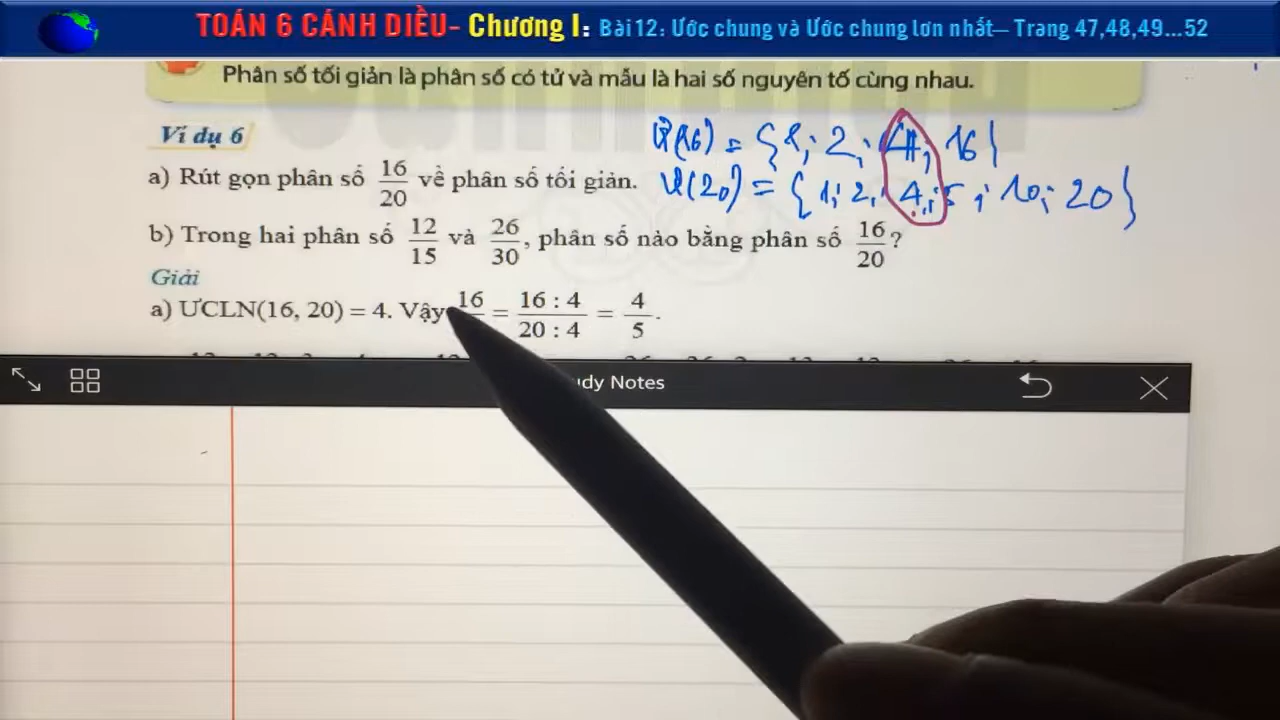 TOÁN 6 CÁNH DIỀU- Chương I: Bài 12: Ước chung và Ước chung lơn nhất– Trang 47,48,49...52
Phân số tối giản là phân số có tử và mẫu là hai số nguyên tố cùng nhau.
Ví dụ 6
Ư(16) = { 1; 2; 4; 16 }
a) Rút gọn phân số 16/20 về phân số tối giản.
Ư(20) = { 1; 2; 4; 5; 10; 20 }
b) Trong hai phân số 12/15 và 26/30, phân số nào bằng phân số 16/20?
Giải
a) ƯCLN(16, 20) = 4. Vậy 16 = 16 : 4 / 20 : 4 = 4/5.
Notes